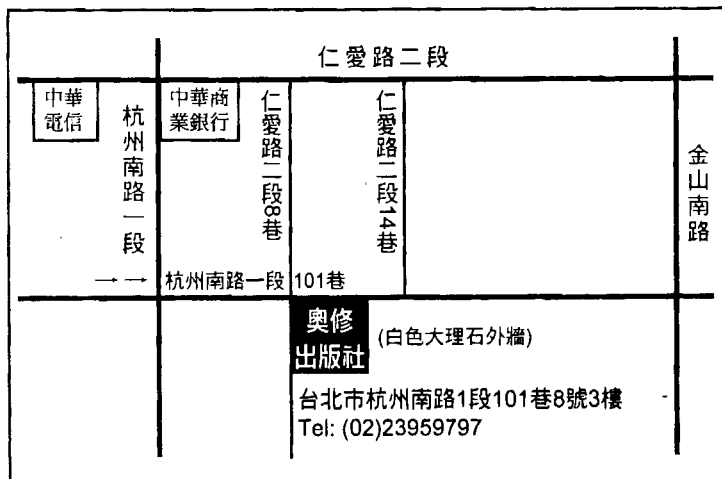 仁愛路二段
中華
電信
杭州南路一段
中華商
業銀行
仁愛路二段8巷
仁愛路二段14巷
金山南路
→→
杭州南路一段 101巷
奧修
出版社
(白色大理石外牆)
台北市杭州南路1段101巷8號3樓
Tel: (02)23959797